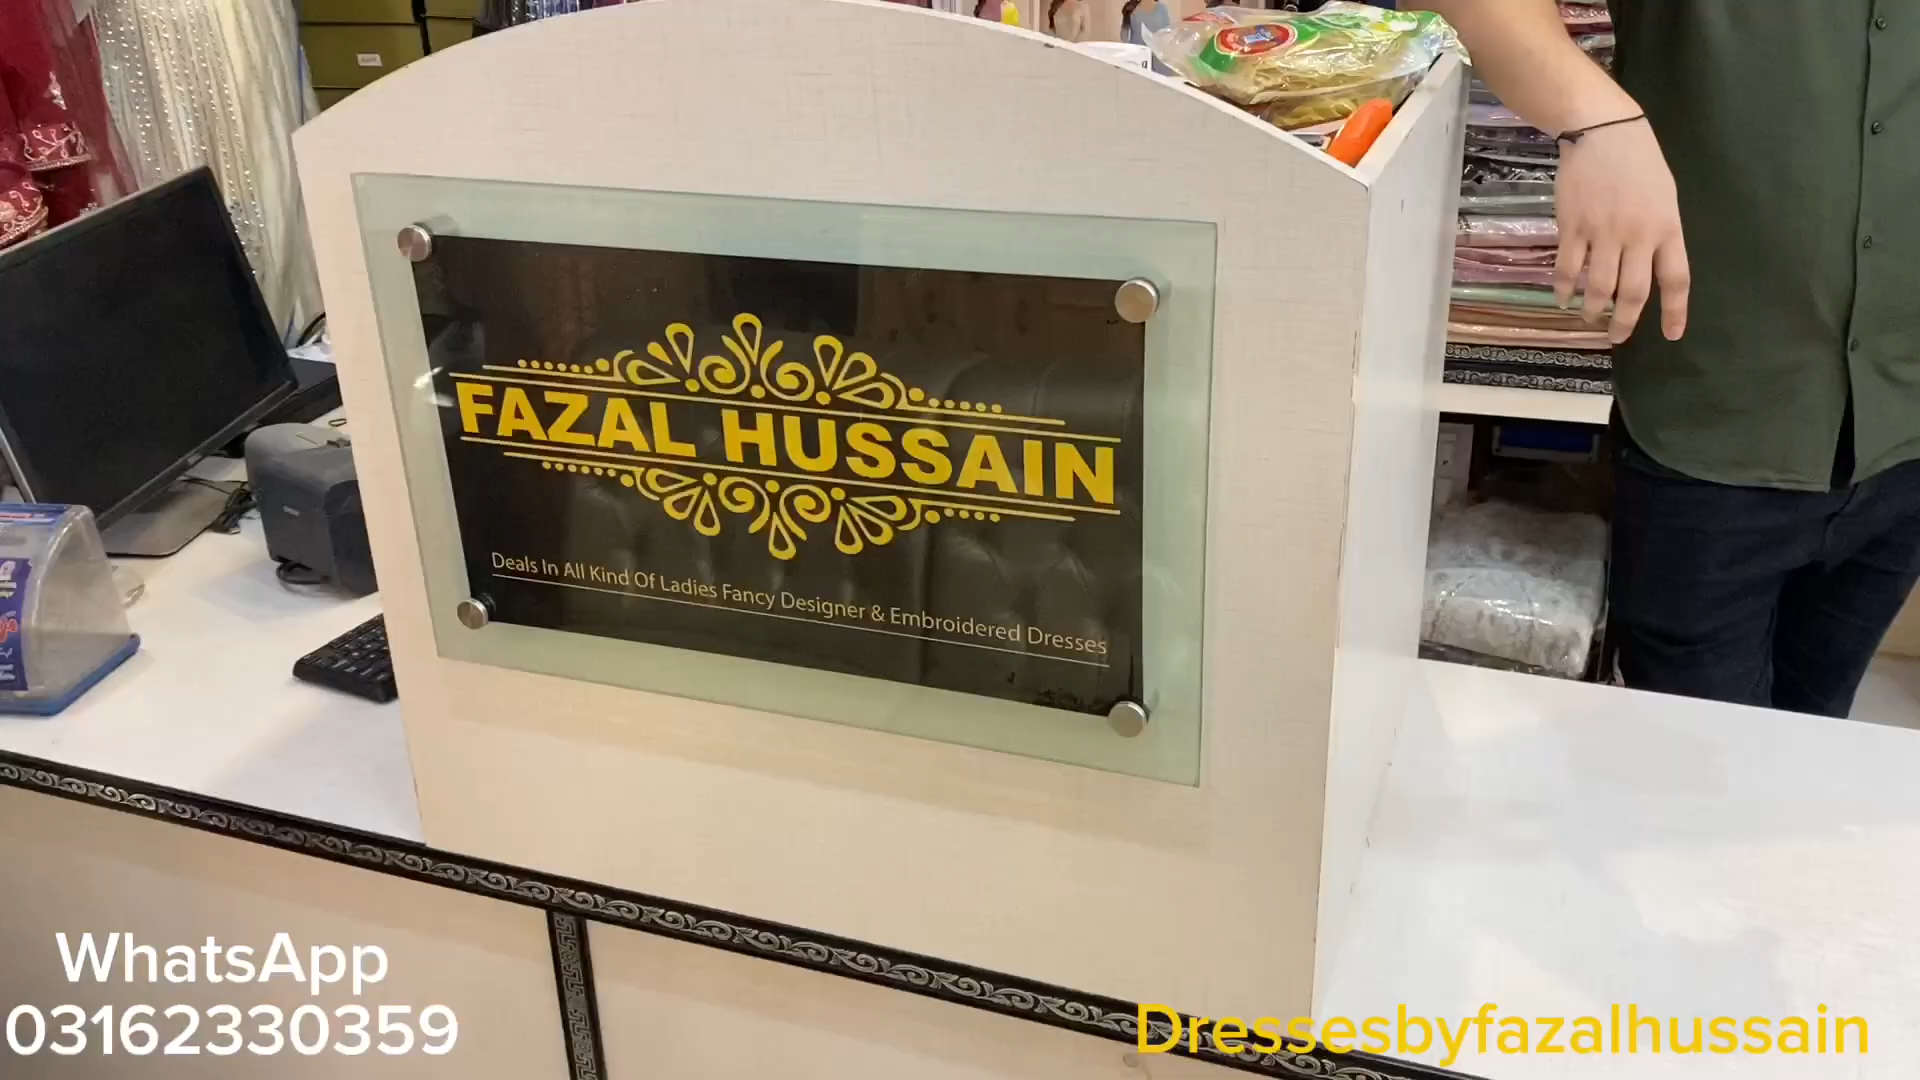 FAZAL HUSSAIN
Deals In All Kind Of Ladies Fancy Designer & Embroidered Dresses
WhatsApp
03162330359
Dressesbyfazalhussain